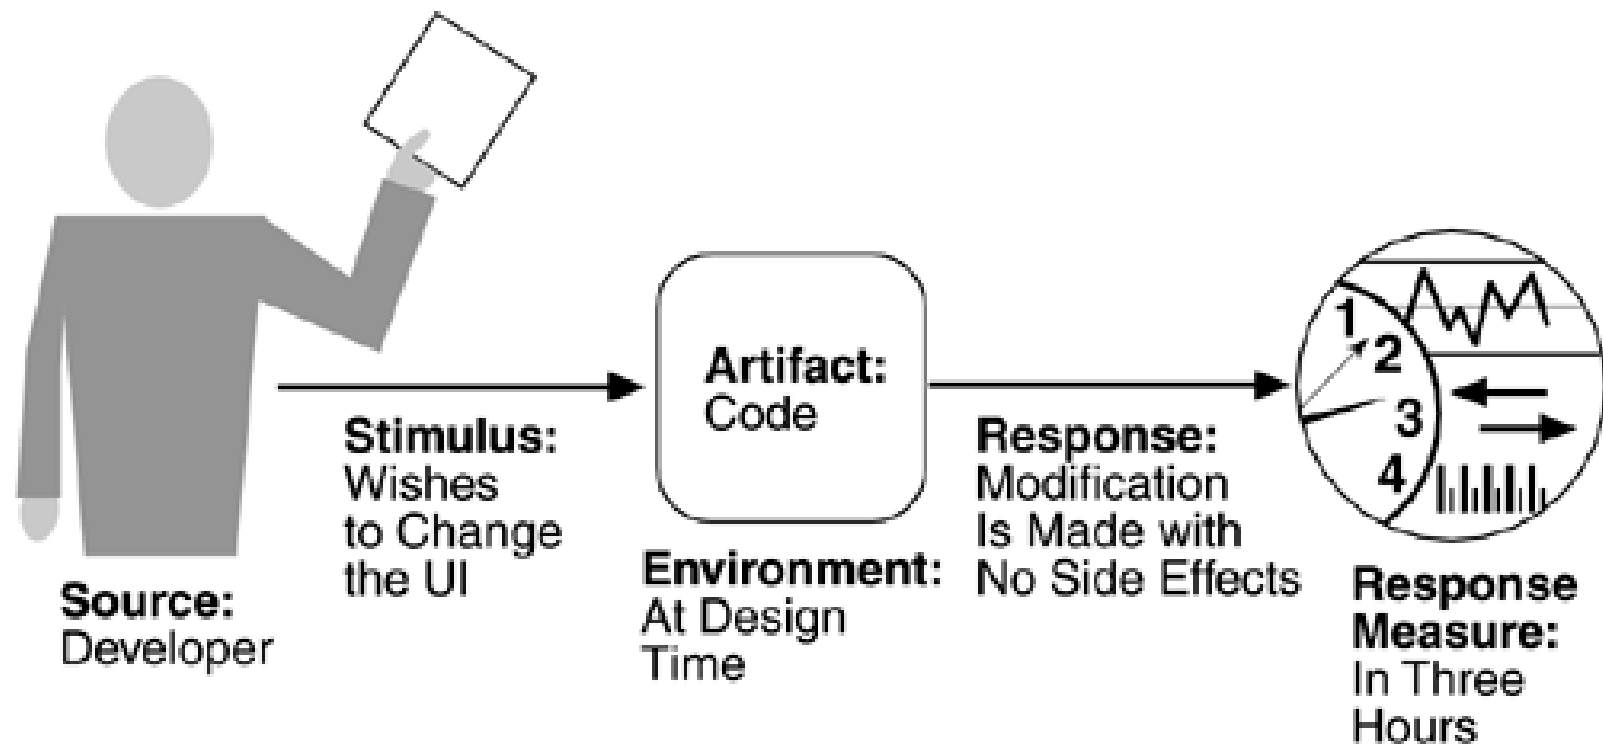 Source:
Developer
Stimulus:
Wishes
to Change
the UI
Artifact:
Code
Environment:
At Design
Time
Response:
Modification
Is Made with
No Side Effects
1
2
3
4
Response
Measure:
In Three
Hours